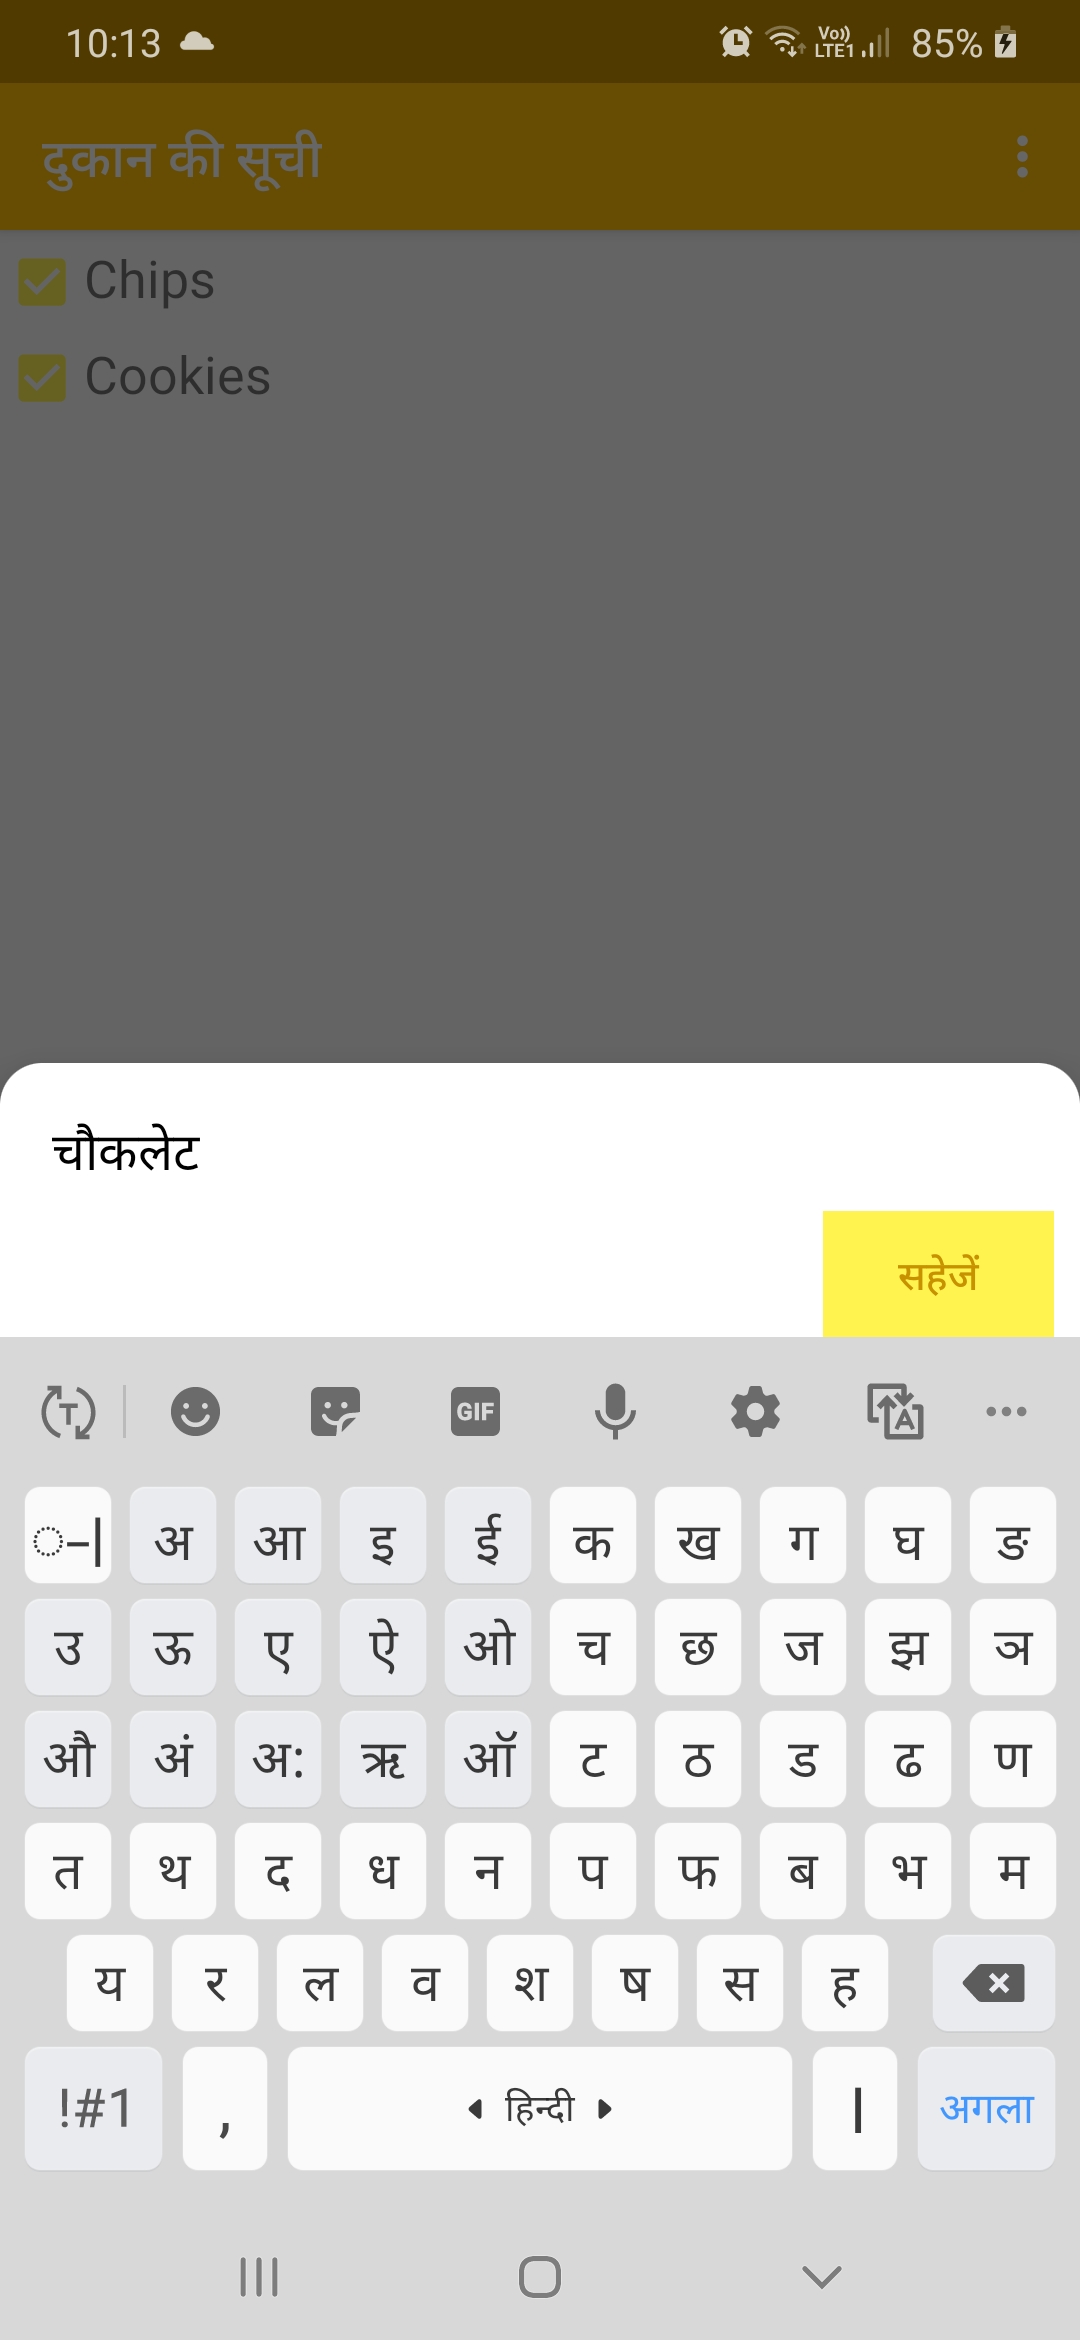 10:13 Vo)) LTE1 85%
दुकान की सूची
Chips
Cookies
चौकलेट
सहेजें
T GIF A
ः–| अ आ इ ई क ख ग घ ङ
उ ऊ ए ऐ ओ च छ ज झ ञ
औ अं अ: ऋ ऑ ट ठ ड ढ ण
त थ द ध न प फ ब भ म
य र ल व श ष स ह
!#1 , हिन्दी | अगला